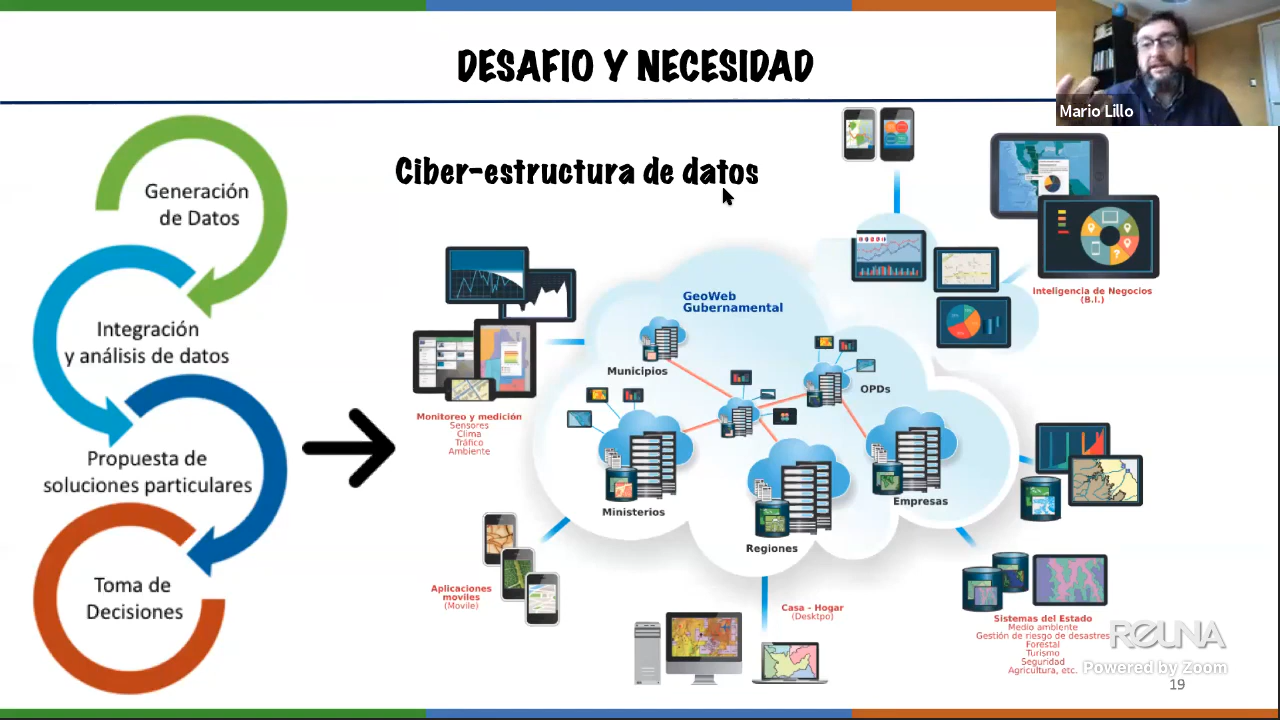 DESAFIO Y NECESIDAD
Mario Lillo
Ciber-estructura de datos
Generación
de Datos
Integración
y análisis de datos
Propuesta de
soluciones particulares
Toma de
Decisiones
GeoWeb
Gubernamental
Municipios
OPDs
Ministerios
Regiones
Empresas
Inteligencia de Negocios
(B.I.)
Monitoreo y medición
Sensores
Clima
Tráfico
Ambiente
Aplicaciones
moviles
(Movile)
Casa - Hogar
(Desktpo)
Sistemas del Estado
Medio ambiente
Gestión de riesgo de desastres
Forestal
Turismo
Seguridad
Agricultura, etc.
REUNA
Powered by Zoom
19